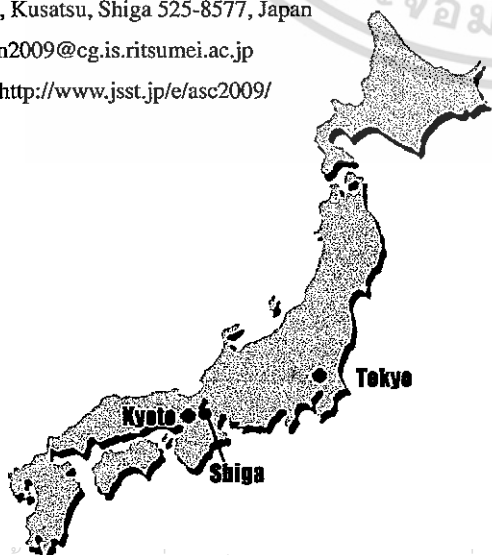 , Kusatsu, Shiga 525-8577, Japan
n2009@cg.is.ritsumei.ac.jp
http://www.jsst.jp/e/asc2009/
Tokyo
Kyoto
Shiga